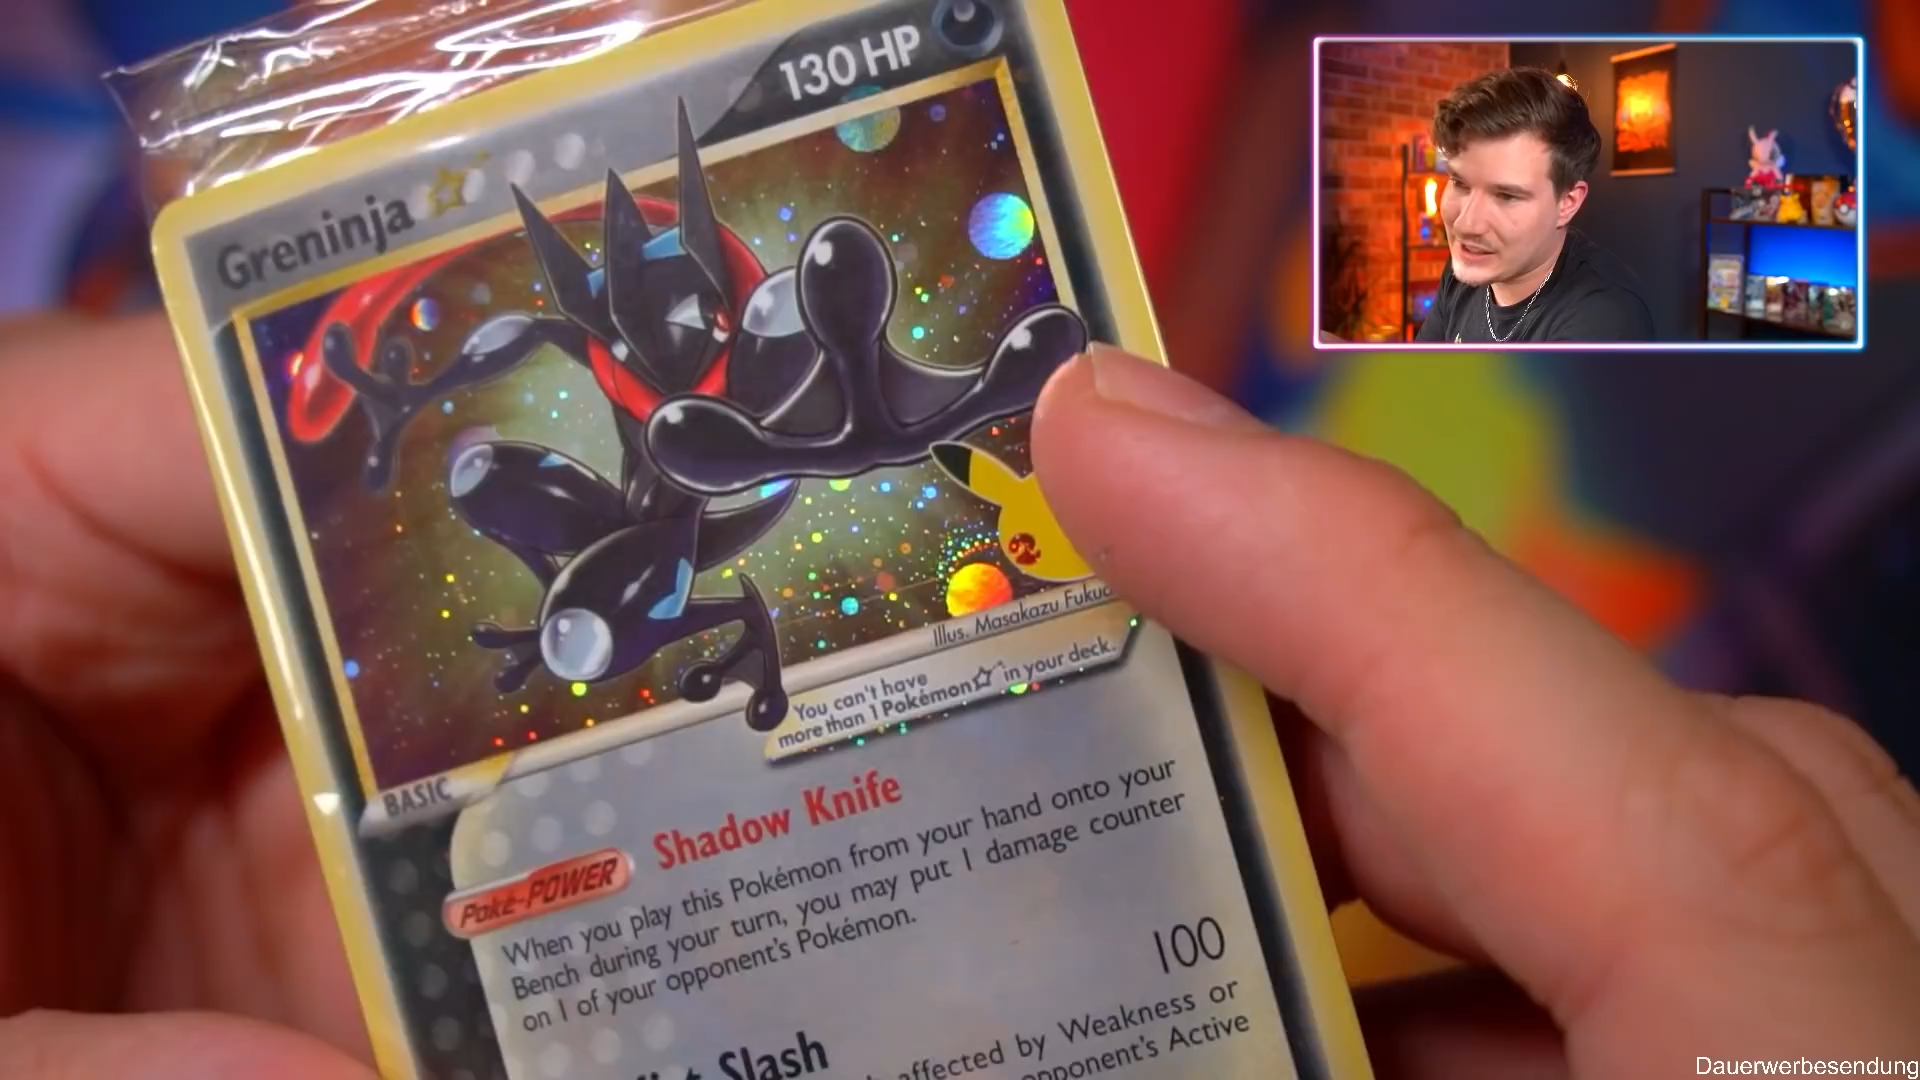 130 HP
Greninja
Illus. Masakazu
You can't have
more than 1 Pokémon☆ in your deck.
BASIC
Poké-POWER Shadow Knife
When you play this Pokémon from your hand onto your
Bench during your turn, you may put 1 damage counter
on 1 of your opponent's Pokémon.
100
Slash
affected by Weakness or
opponent's Active
Dauerwerbesendung